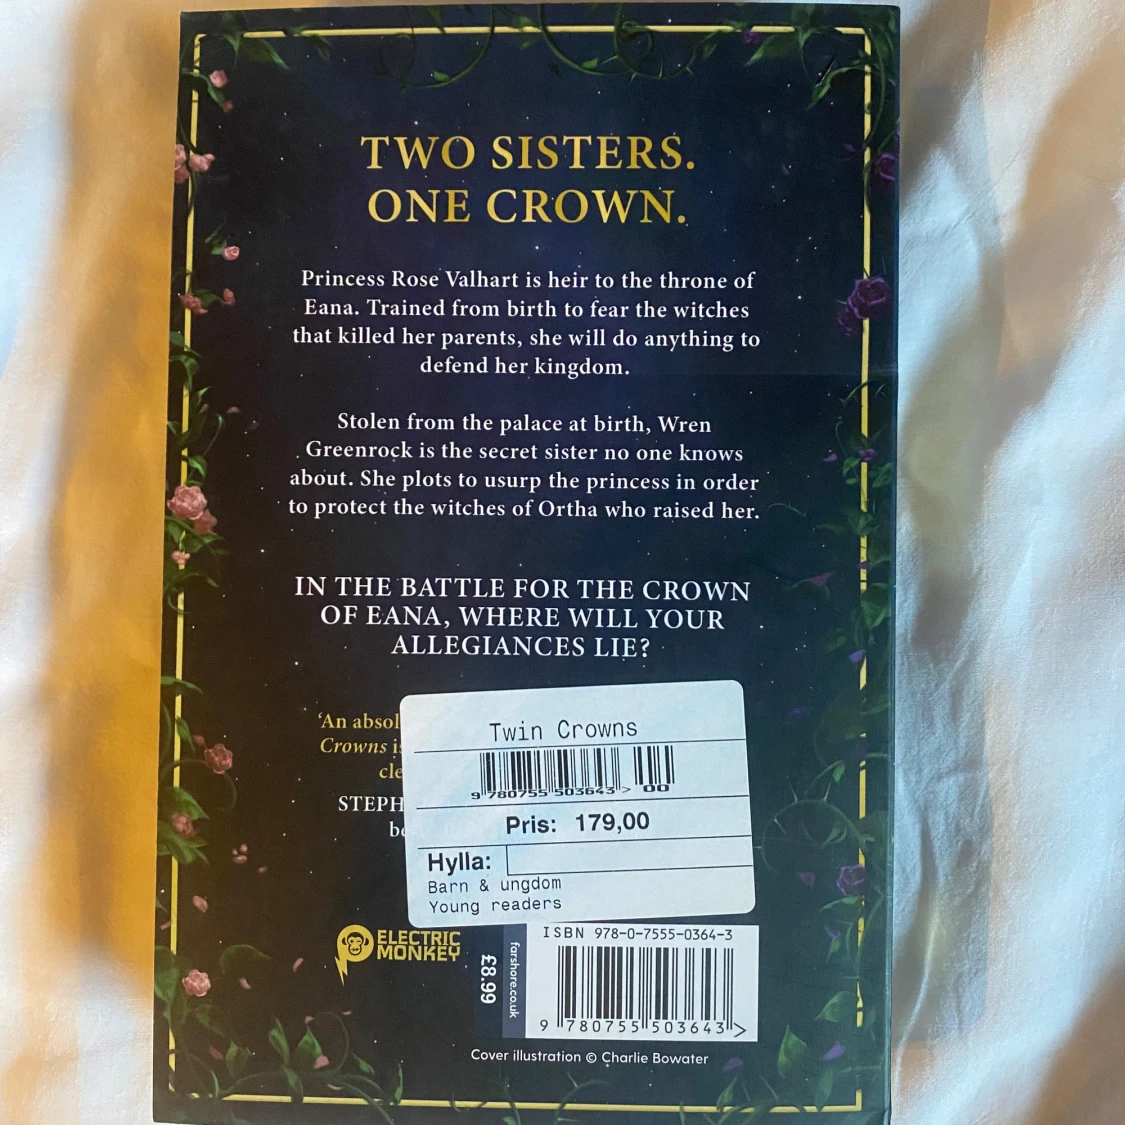 TWO SISTERS.
ONE CROWN.
Princess Rose Valhart is heir to the throne of
Eana. Trained from birth to fear the witches
that killed her parents, she will do anything to
defend her kingdom.
Stolen from the palace at birth, Wren
Greenrock is the secret sister no one knows
about. She plots to usurp the princess in order
to protect the witches of Ortha who raised her.
IN THE BATTLE FOR THE CROWN
OF EANA, WHERE WILL YOUR
ALLEGIANCES LIE?
'An
Crowns
Twin Crowns
9 780755 503643 > 00
Pris: 179,00
Hylla:
Barn & ungdom
Young readers
ELECTRIC
MONKEY
£8.99
farshore.co.uk
ISBN 978-0-7555-0364-3
9 780755 503643 >
Cover illustration © Charlie Bowater